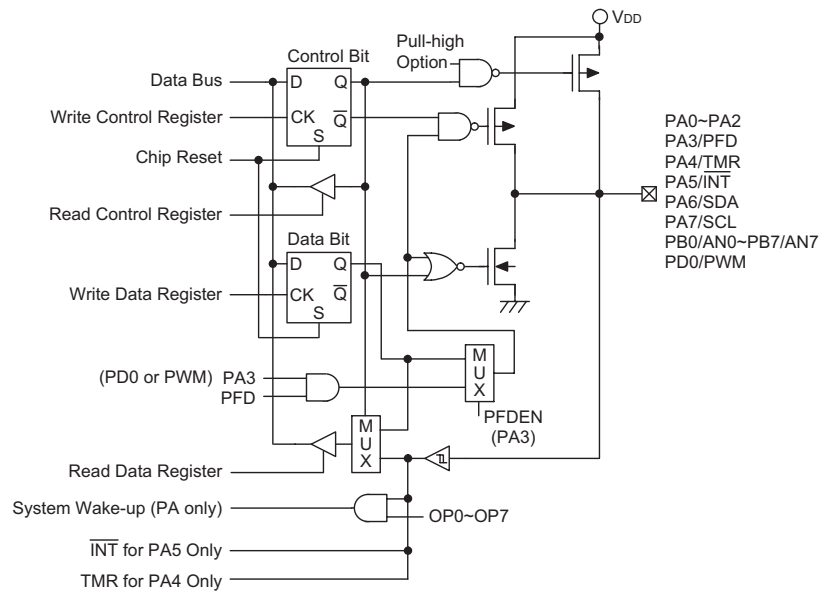 VDD
Pull-high
Option
Control Bit
Data Bus
D Q
Write Control Register
CK Q̅
S
Chip Reset
Read Control Register
Data Bit
D Q
Write Data Register
CK Q̅
S
PA0~PA2
PA3/PFD
PA4/TMR
PA5/I̅N̅T̅
PA6/SDA
PA7/SCL
PB0/AN0~PB7/AN7
PD0/PWM
M
U
X
(PD0 or PWM) PA3
PFD
PFDEN
(PA3)
M
U
X
Read Data Register
System Wake-up (PA only)
OP0~OP7
I̅N̅T̅ for PA5 Only
TMR for PA4 Only